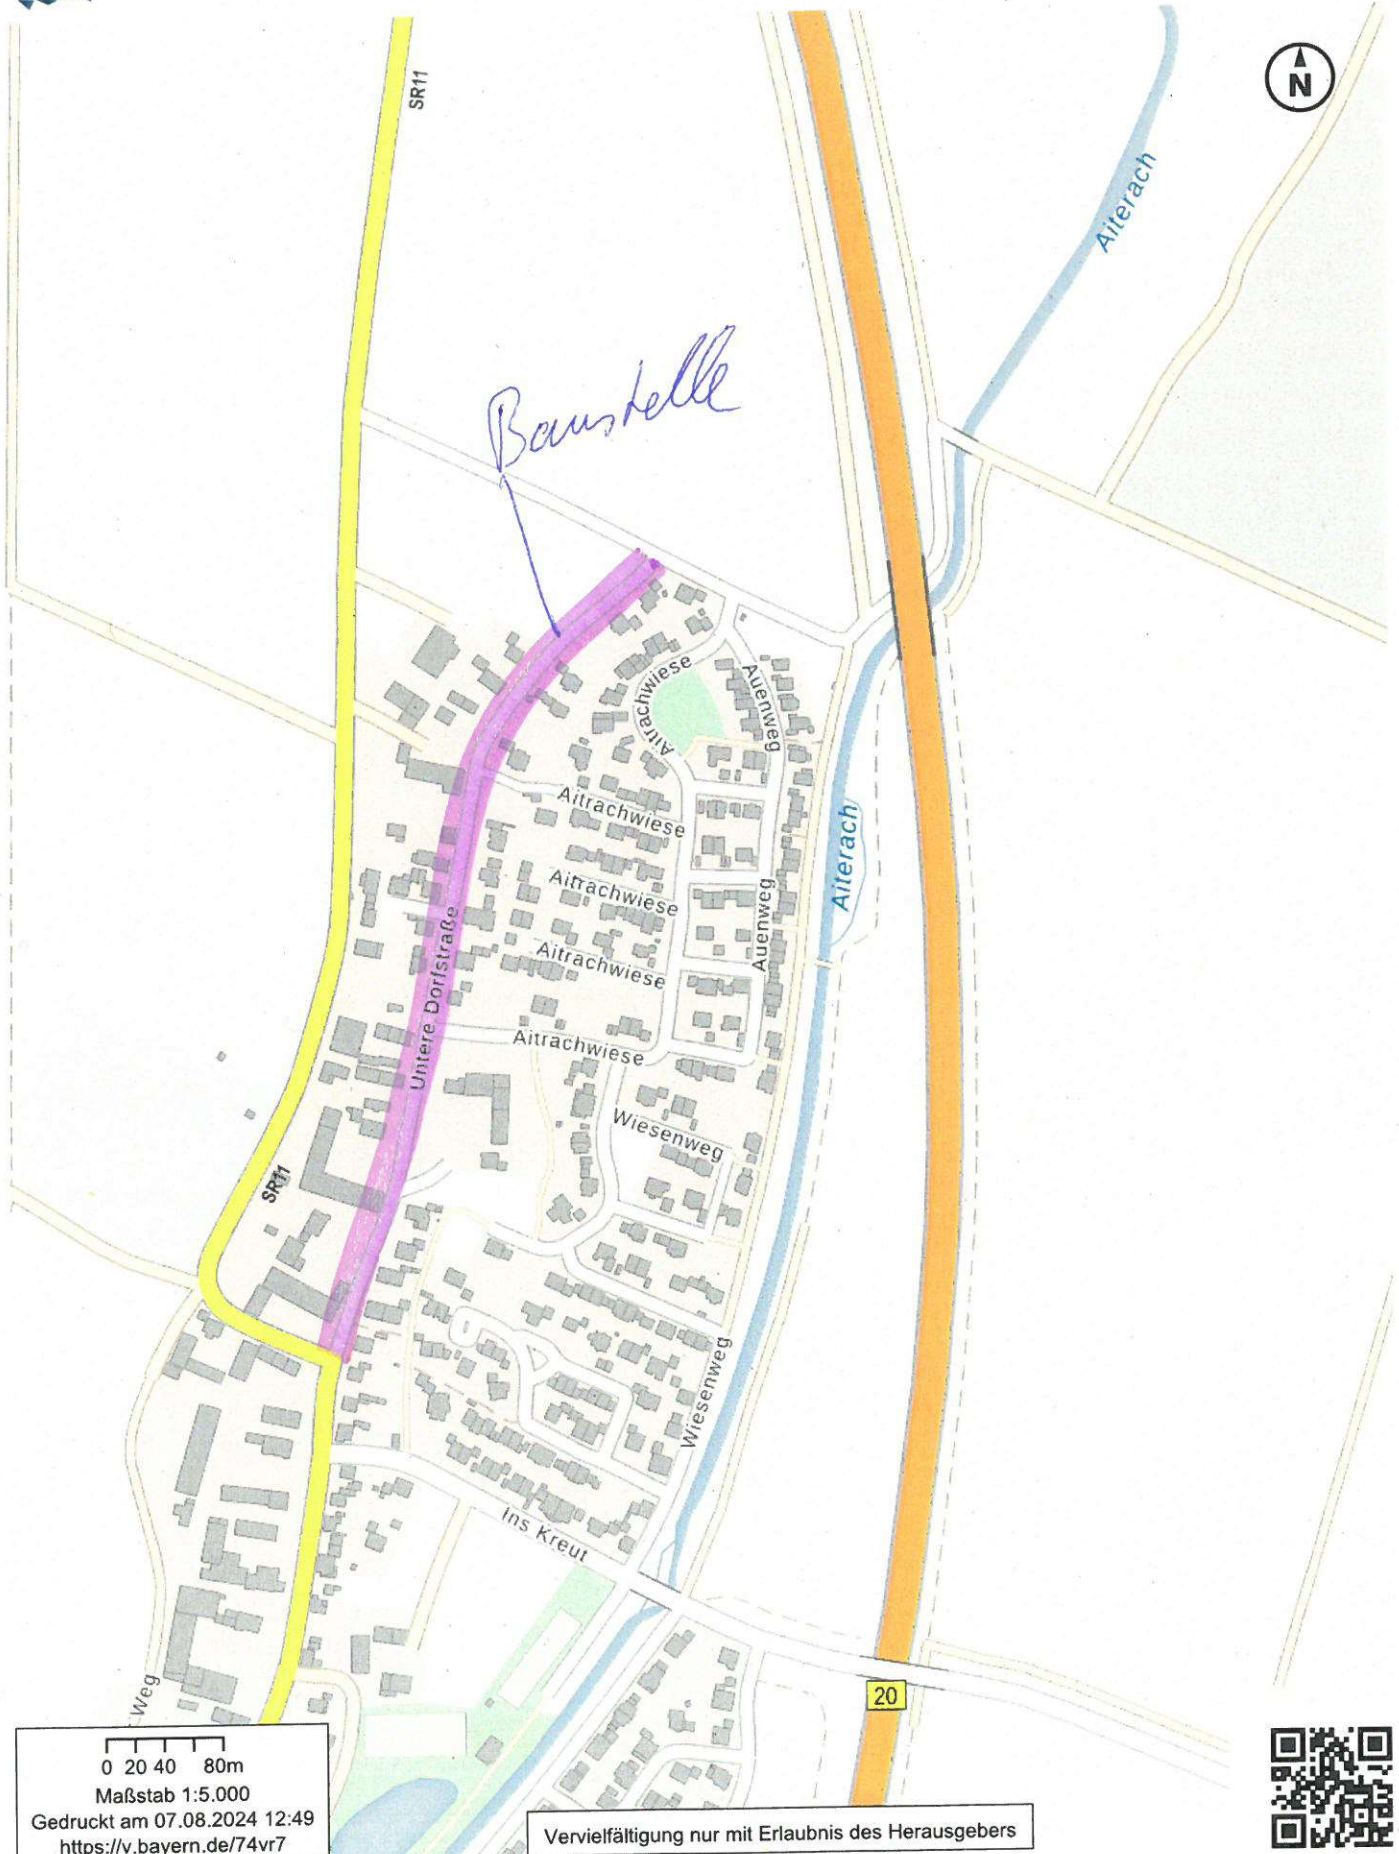 SR11
N
Aiterach
Baustelle
Aitrachwiese
Auenweg
Aitrachwiese
Aiterach
Aitrachwiese
Auenweg
Untere Dorfstraße
Aitrachwiese
Aitrachwiese
Wiesenweg
SR11
Wiesenweg
Ins Kreut
Weg
20
0 20 40 80m
Maßstab 1:5.000
Gedruckt am 07.08.2024 12:49
https://v.bayern.de/74vr7
Vervielfältigung nur mit Erlaubnis des Herausgebers